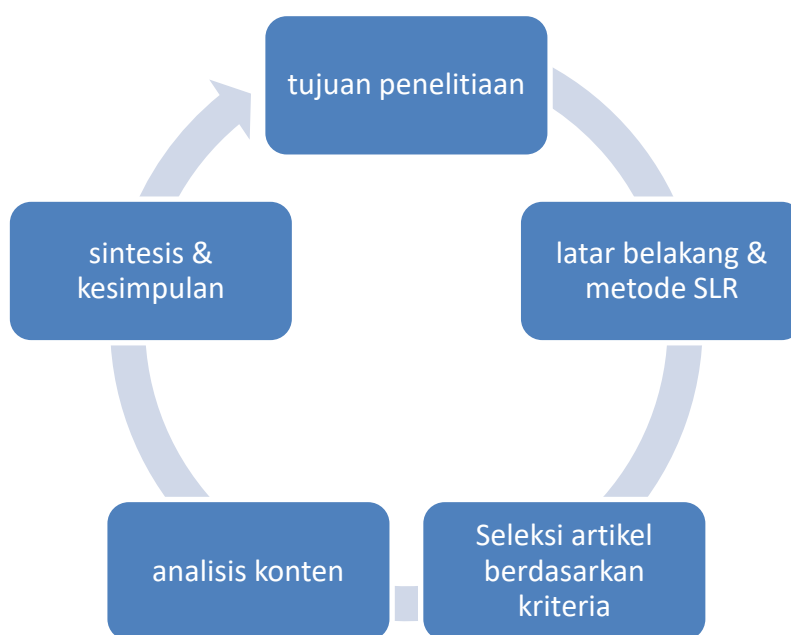 tujuan penelitiaan
latar belakang &
metode SLR
Seleksi artikel
berdasarkan
kriteria
analisis konten
sintesis &
kesimpulan